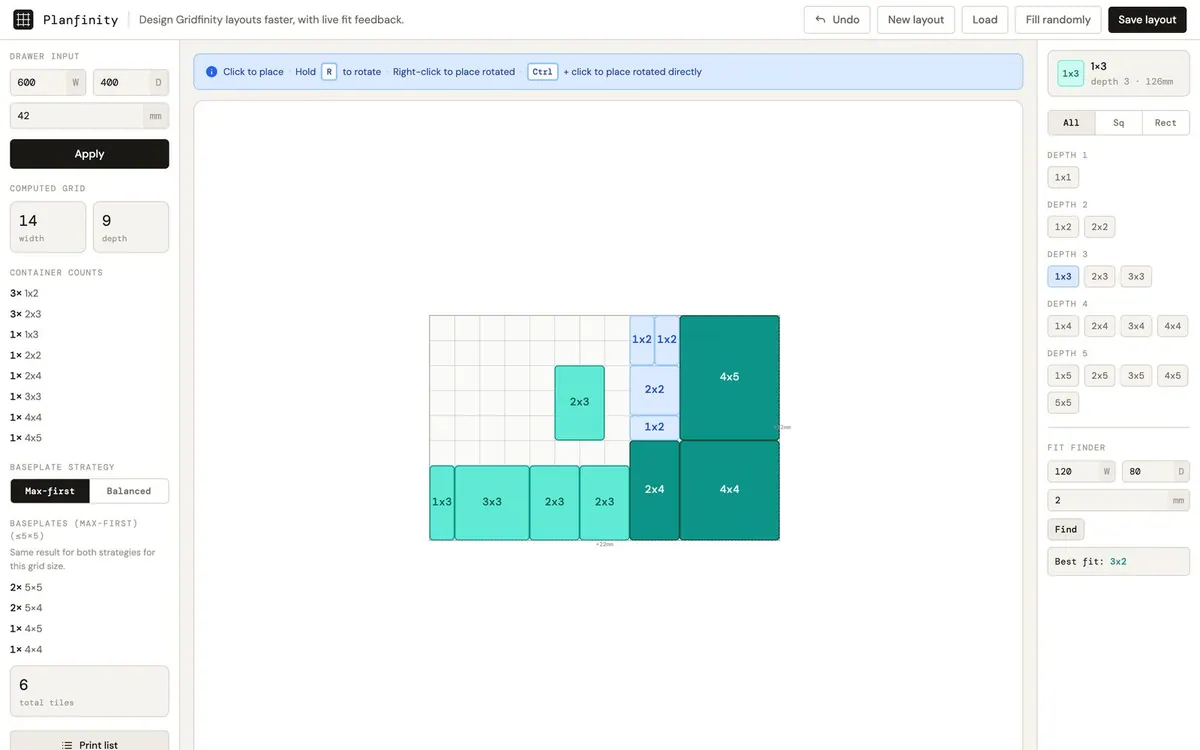 Planfinity
Design Gridfinity layouts faster, with live fit feedback.
Undo
New layout
Load
Fill randomly
Save layout
DRAWER INPUT
600 W
400 D
42 mm
Apply
COMPUTED GRID
14
width
9
depth
CONTAINER COUNTS
3× 1x2
3× 2x3
1× 1x3
1× 2x2
1× 2x4
1× 3x3
1× 4x4
1× 4x5
BASEPLATE STRATEGY
Max-first
Balanced
BASEPLATES (MAX-FIRST)
(≤5×5)
Same result for both strategies for
this grid size.
2× 5×5
2× 5×4
1× 4×5
1× 4×4
6
total tiles
Print list
Click to place · Hold R to rotate · Right-click to place rotated · Ctrl + click to place rotated directly
1x2
1x2
4x5
2x2
2x3
1x2
1x3
3x3
2x3
2x3
2x4
4x4
+22mm
1x3
1×3
depth 3 · 126mm
All
Sq
Rect
DEPTH 1
1x1
DEPTH 2
1x2 2x2
DEPTH 3
1x3 2x3 3x3
DEPTH 4
1x4 2x4 3x4 4x4
DEPTH 5
1x5 2x5 3x5 4x5
5x5
FIT FINDER
120 W
80 D
2 mm
Find
Best fit: 3x2